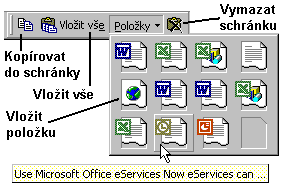 Vymazat
schránku
Vložit vše
Položky
Kopírovat
do schránky
Vložit vše
Vložit
položku
Use Microsoft Office eServices Now eServices can ...